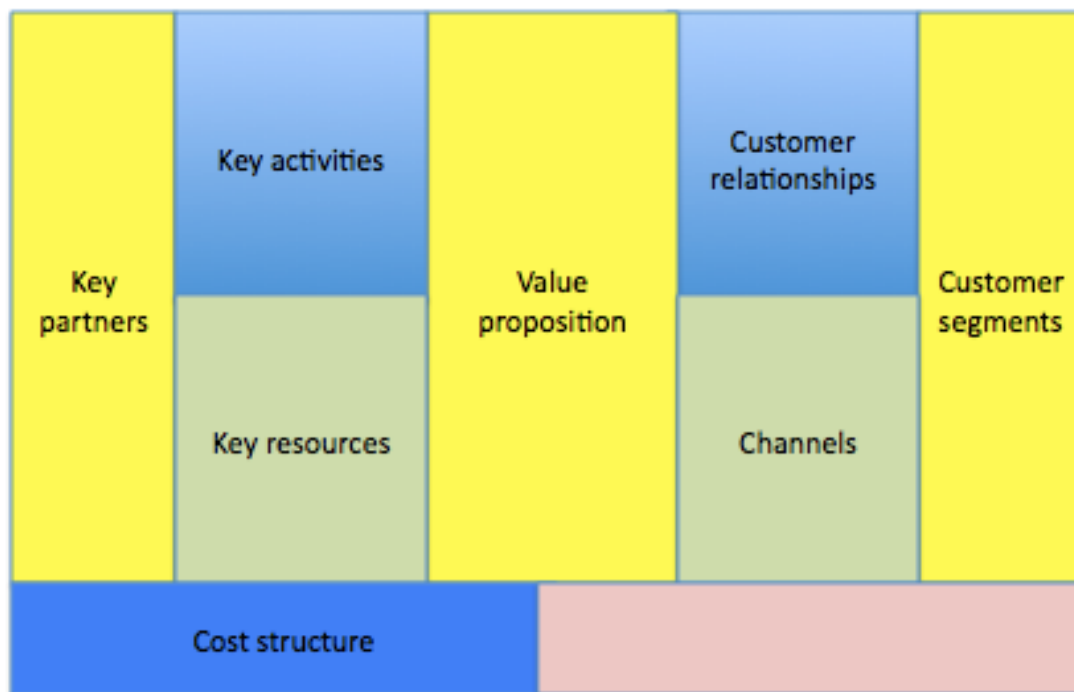 Key activities
Customer
relationships
Key
partners
Value
proposition
Customer
segments
Key resources
Channels
Cost structure